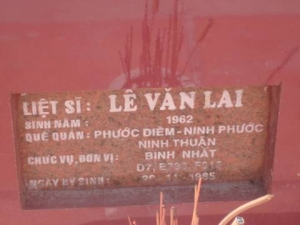 LIỆT SĨ : LÊ VĂN LAI
SINH NĂM : 1962
QUÊ QUÁN : PHƯỚC DIÊM - NINH PHƯỚC
NINH THUẬN
CHỨC VỤ, ĐƠN VỊ : BINH NHẤT
D7,
NGÀY HY SINH : 1985